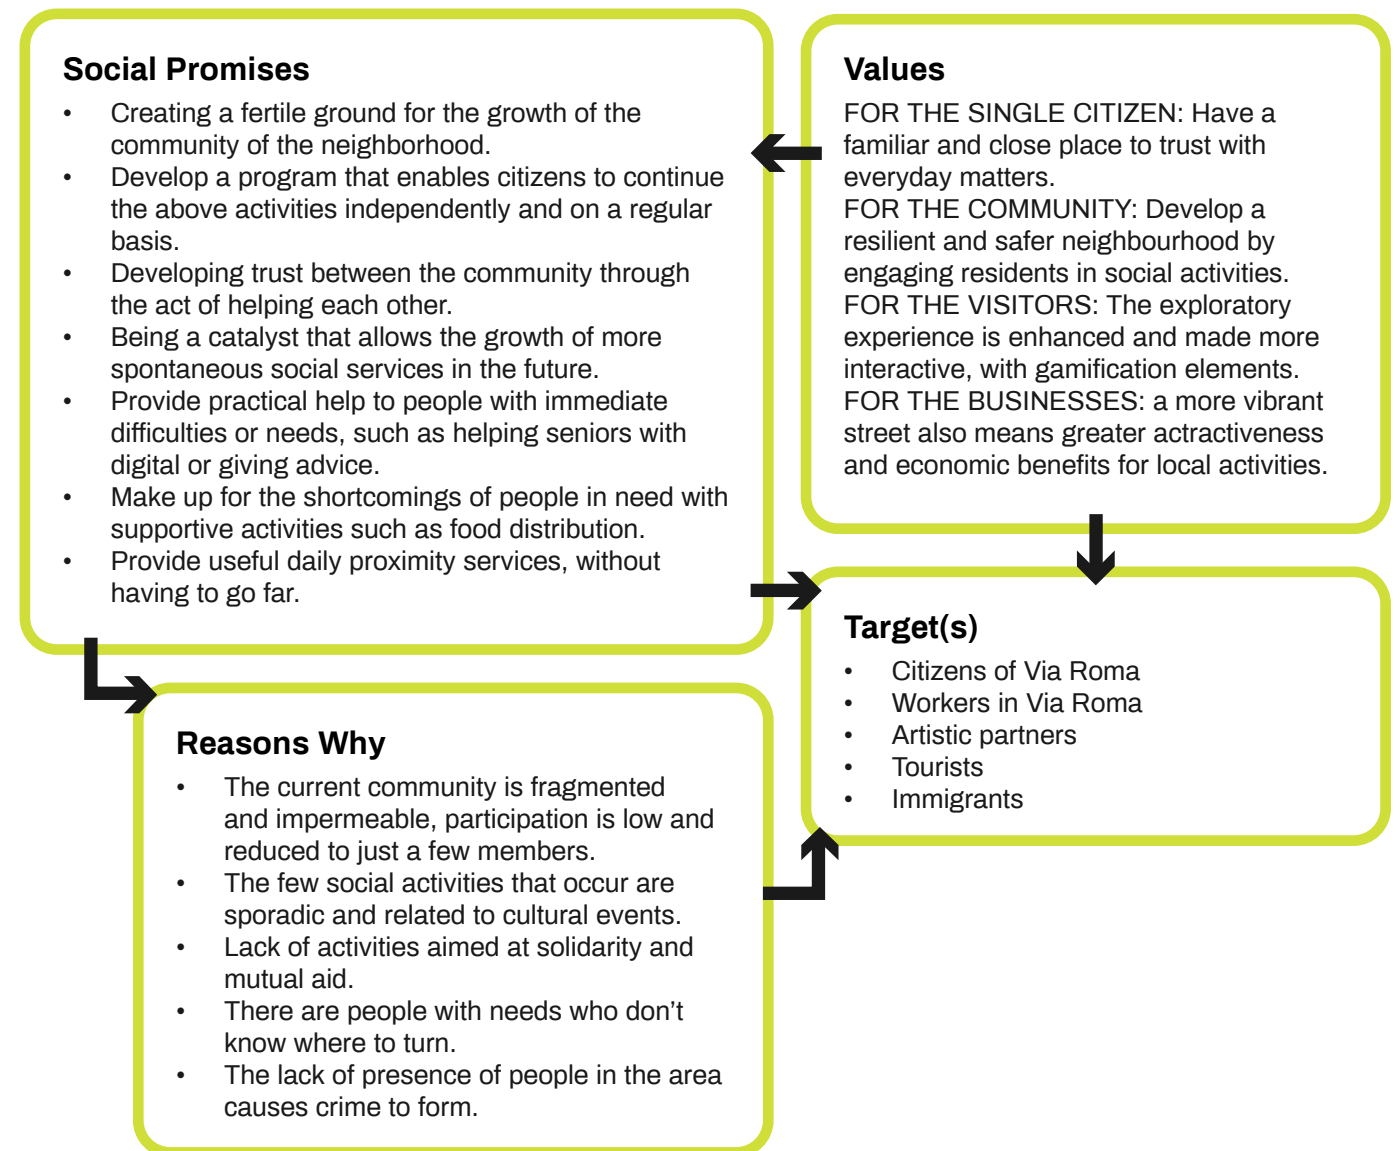 Social Promises
• Creating a fertile ground for the growth of the
community of the neighborhood.
• Develop a program that enables citizens to continue
the above activities independently and on a regular
basis.
• Developing trust between the community through
the act of helping each other.
• Being a catalyst that allows the growth of more
spontaneous social services in the future.
• Provide practical help to people with immediate
difficulties or needs, such as helping seniors with
digital or giving advice.
• Make up for the shortcomings of people in need with
supportive activities such as food distribution.
• Provide useful daily proximity services, without
having to go far.
Values
FOR THE SINGLE CITIZEN: Have a
familiar and close place to trust with
everyday matters.
FOR THE COMMUNITY: Develop a
resilient and safer neighbourhood by
engaging residents in social activities.
FOR THE VISITORS: The exploratory
experience is enhanced and made more
interactive, with gamification elements.
FOR THE BUSINESSES: a more vibrant
street also means greater actractiveness
and economic benefits for local activities.
Target(s)
• Citizens of Via Roma
• Workers in Via Roma
• Artistic partners
• Tourists
• Immigrants
Reasons Why
• The current community is fragmented
and impermeable, participation is low and
reduced to just a few members.
• The few social activities that occur are
sporadic and related to cultural events.
• Lack of activities aimed at solidarity and
mutual aid.
• There are people with needs who don’t
know where to turn.
• The lack of presence of people in the area
causes crime to form.